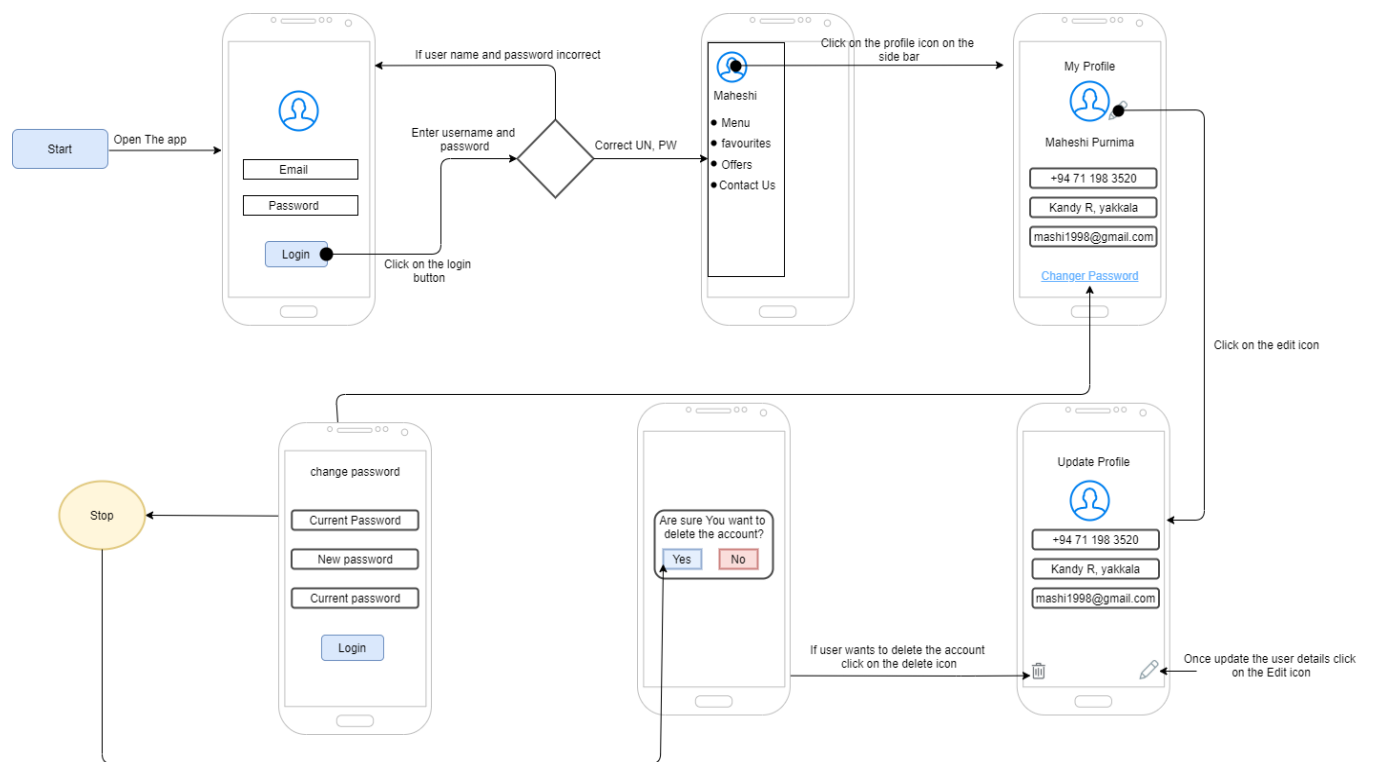 Start
Open The app
Email
Password
Login
If user name and password incorrect
Enter username and
password
Click on the login
button
Correct UN, PW
Maheshi
Menu
favourites
Offers
Contact Us
Click on the profile icon on the
side bar
My Profile
Maheshi Purnima
+94 71 198 3520
Kandy R, yakkala
mashi1998@gmail.com
Changer Password
Click on the edit icon
Stop
change password
Current Password
New password
Current password
Login
Are sure You want to
delete the account?
Yes
No
If user wants to delete the account
click on the delete icon
Update Profile
+94 71 198 3520
Kandy R, yakkala
mashi1998@gmail.com
Once update the user details click
on the Edit icon